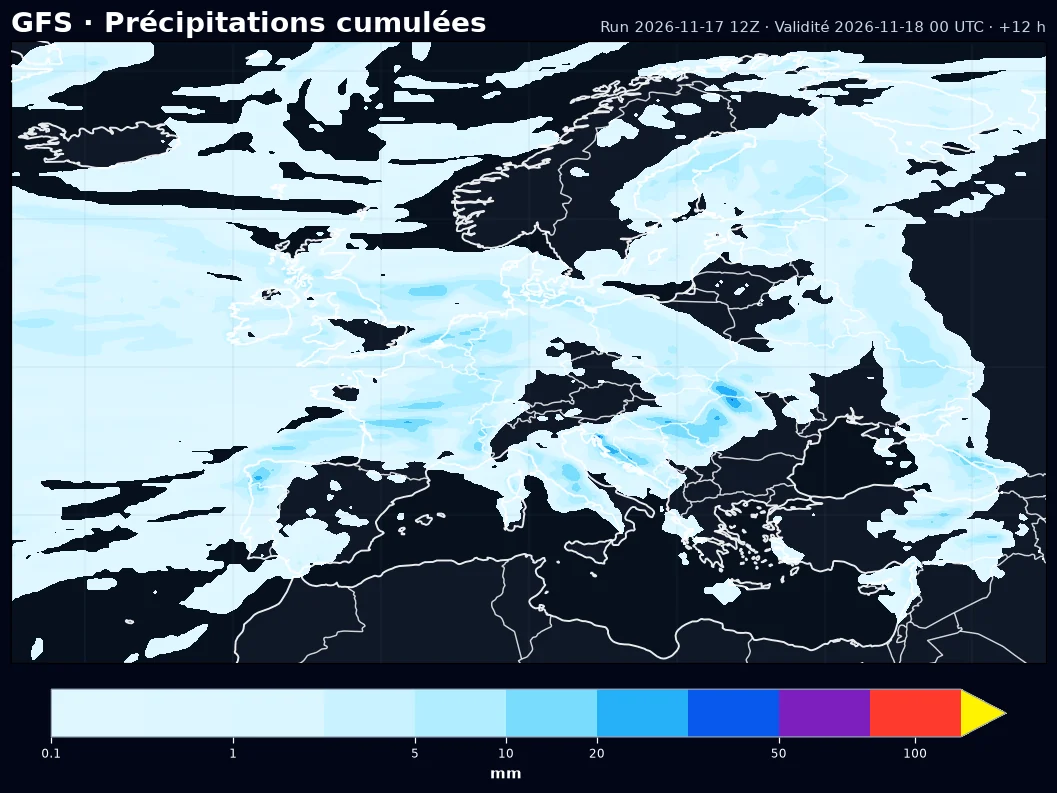 GFS · Précipitations cumulées
Run 2026-11-17 12Z · Validité 2026-11-18 00 UTC · +12 h
0.1 1 5 10 20 50 100
mm